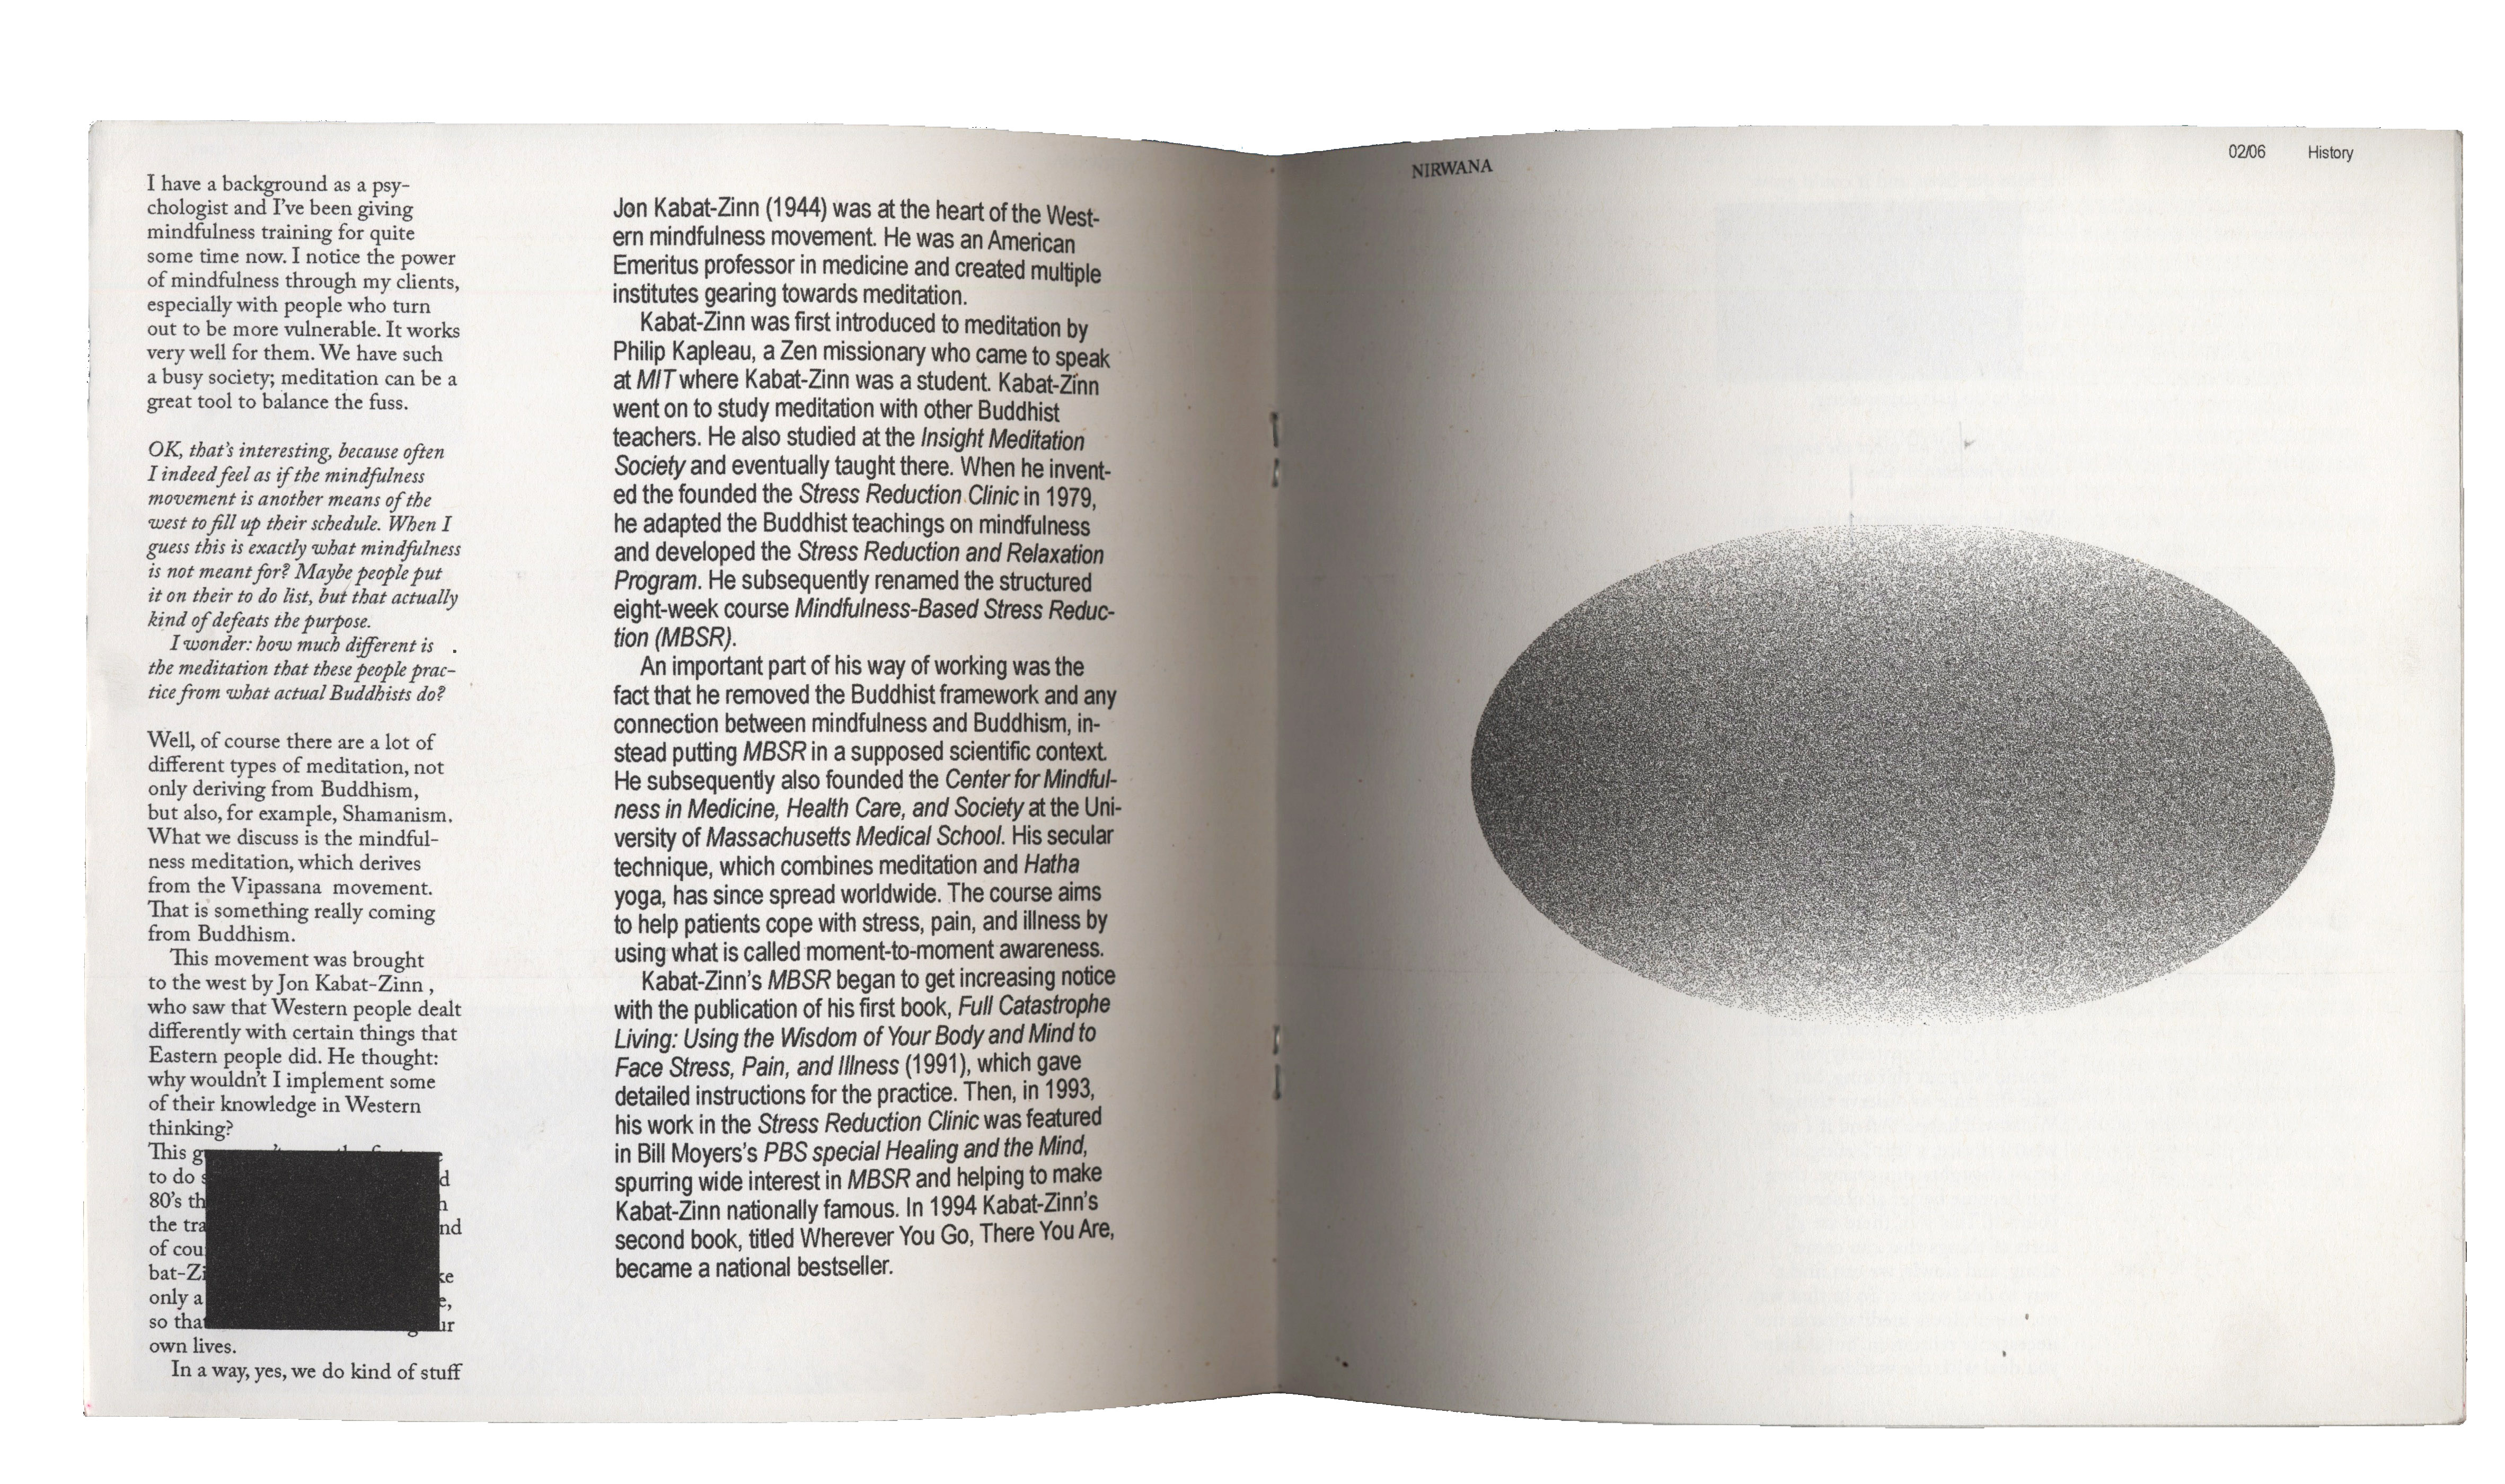 I have a background as a psy-
chologist and I've been giving
mindfulness training for quite
some time now. I notice the power
of mindfulness through my clients,
especially with people who turn
out to be more vulnerable. It works
very well for them. We have such
a busy society; meditation can be a
great tool to balance the fuss.
OK, that's interesting, because often
I indeed feel as if the mindfulness
movement is another means of the
west to fill up their schedule. When I
guess this is exactly what mindfulness
is not meant for? Maybe people put
it on their to do list, but that actually
kind of defeats the purpose.
I wonder: how much different is .
the meditation that these people prac-
tice from what actual Buddhists do?
Well, of course there are a lot of
different types of meditation, not
only deriving from Buddhism,
but also, for example, Shamanism.
What we discuss is the mindful-
ness meditation, which derives
from the Vipassana movement.
That is something really coming
from Buddhism.
This movement was brought
to the west by Jon Kabat-Zinn ,
who saw that Western people dealt
differently with certain things that
Eastern people did. He thought:
why wouldn't I implement some
of their knowledge in Western
thinking?
This
to do
80's
the
of
only a
so
own lives.
In a way, yes, we do kind of stuff
Jon Kabat-Zinn (1944) was at the heart of the West-
ern mindfulness movement. He was an American
Emeritus professor in medicine and created multiple
institutes gearing towards meditation.
Kabat-Zinn was first introduced to meditation by
Philip Kapleau, a Zen missionary who came to speak
at MIT where Kabat-Zinn was a student. Kabat-Zinn
went on to study meditation with other Buddhist
teachers. He also studied at the Insight Meditation
Society and eventually taught there. When he invent-
ed the founded the Stress Reduction Clinic in 1979,
he adapted the Buddhist teachings on mindfulness
and developed the Stress Reduction and Relaxation
Program. He subsequently renamed the structured
eight-week course Mindfulness-Based Stress Reduc-
tion (MBSR).
An important part of his way of working was the
fact that he removed the Buddhist framework and any
connection between mindfulness and Buddhism, in-
stead putting MBSR in a supposed scientific context.
He subsequently also founded the Center for Mindful-
ness in Medicine, Health Care, and Society at the Uni-
versity of Massachusetts Medical School. His secular
technique, which combines meditation and Hatha
yoga, has since spread worldwide. The course aims
to help patients cope with stress, pain, and illness by
using what is called moment-to-moment awareness.
Kabat-Zinn's MBSR began to get increasing notice
with the publication of his first book, Full Catastrophe
Living: Using the Wisdom of Your Body and Mind to
Face Stress, Pain, and Illness (1991), which gave
detailed instructions for the practice. Then, in 1993,
his work in the Stress Reduction Clinic was featured
in Bill Moyers's PBS special Healing and the Mind,
spurring wide interest in MBSR and helping to make
Kabat-Zinn nationally famous. In 1994 Kabat-Zinn's
second book, titled Wherever You Go, There You Are,
became a national bestseller.
NIRWANA
02/06 History